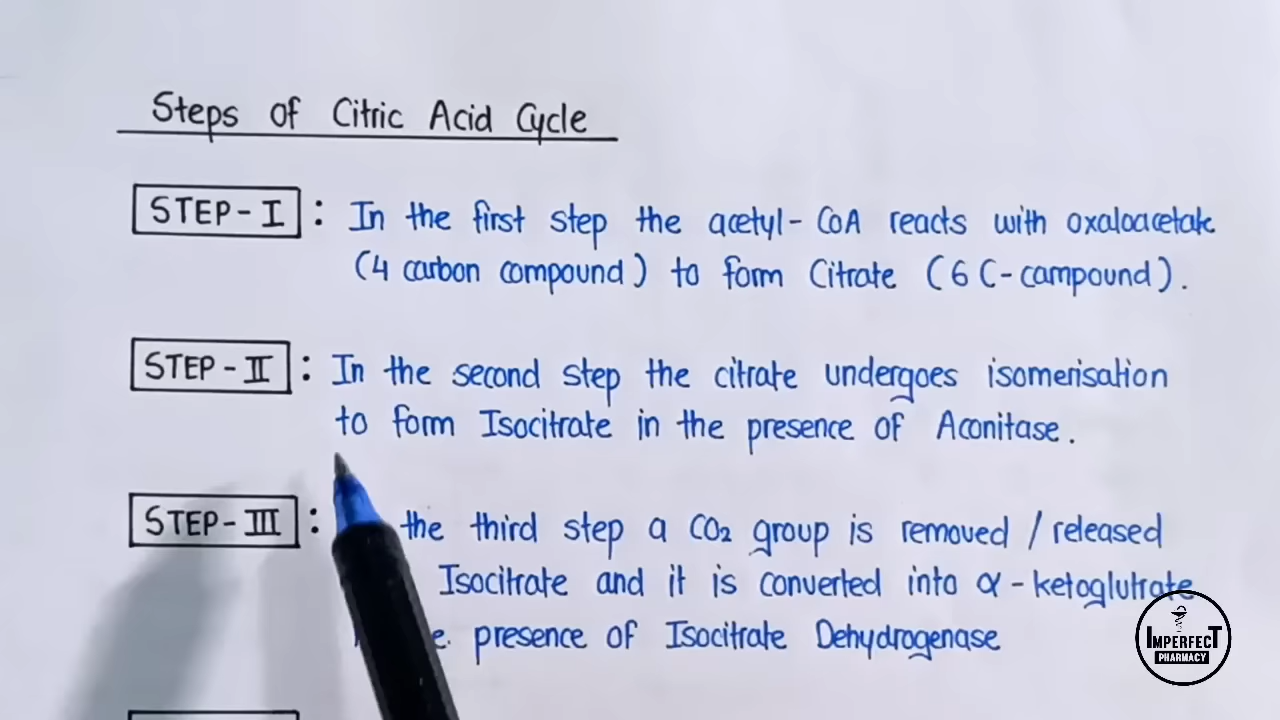 Steps of Citric Acid Cycle
STEP-I : In the first step the acetyl-CoA reacts with oxaloacetate
(4 carbon compound) to form Citrate (6 C-campound).
STEP-II : In the second step the citrate undergoes isomerisation
to form Isocitrate in the presence of Aconitase.
STEP-III : the third step a CO₂ group is removed / released
Isocitrate and it is converted into α-ketoglutrate
presence of Isocitrate Dehydrogenase
IMPERFECT
PHARMACY